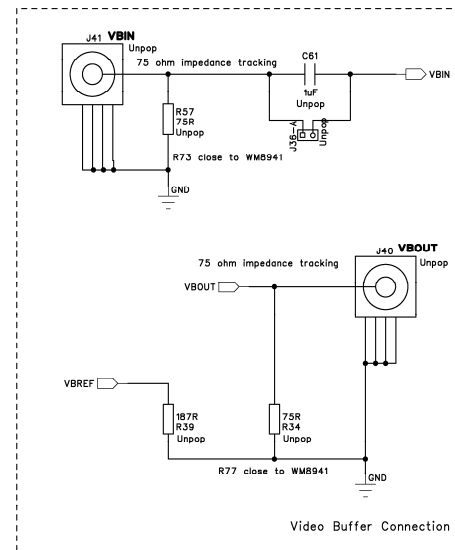 J41 VBIN
Unpop
75 ohm impedance tracking
C61
1uF
Unpop
VBIN
R57
75R
Unpop
J36-A
Unpop
R73 close to WM8941
GND
J40 VBOUT
Unpop
75 ohm impedance tracking
VBOUT
VBREF
187R
R39
Unpop
75R
R34
Unpop
R77 close to WM8941
GND
Video Buffer Connection